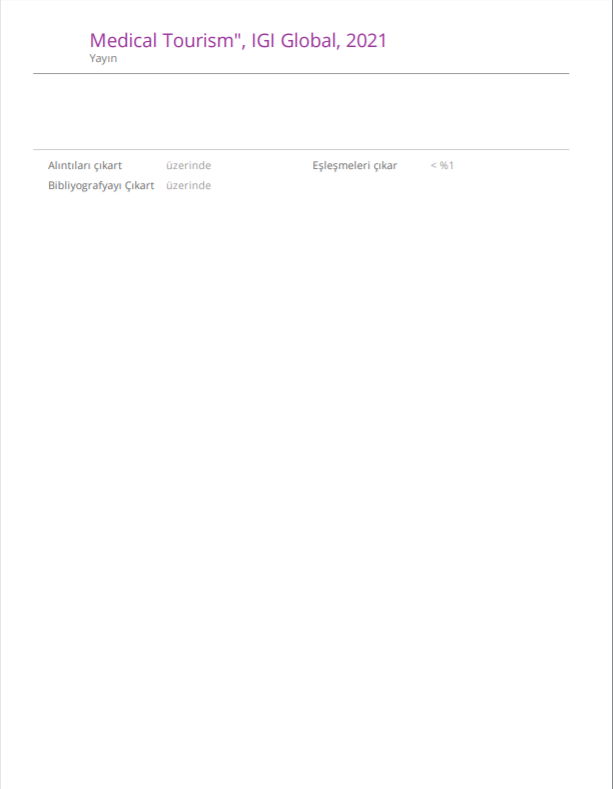 Medical Tourism", IGI Global, 2021
Yayın
Alıntıları çıkart üzerinde Eşleşmeleri çıkar < %1
Bibliyografyayı Çıkart üzerinde